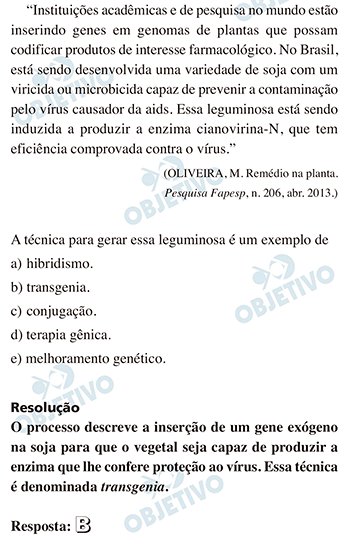 “Instituições acadêmicas e de pesquisa no mundo estão
inserindo genes em genomas de plantas que possam
codificar produtos de interesse farmacológico. No Brasil,
está sendo desenvolvida uma variedade de soja com um
viricida ou microbicida capaz de prevenir a contaminação
pelo vírus causador da aids. Essa leguminosa está sendo
induzida a produzir a enzima cianovirina-N, que tem
eficiência comprovada contra o vírus.”
(OLIVEIRA, M. Remédio na planta.
Pesquisa Fapesp, n. 206, abr. 2013.)
A técnica para gerar essa leguminosa é um exemplo de
a) hibridismo.
b) transgenia.
c) conjugação.
d) terapia gênica.
e) melhoramento genético.
Resolução
O processo descreve a inserção de um gene exógeno
na soja para que o vegetal seja capaz de produzir a
enzima que lhe confere proteção ao vírus. Essa técnica
é denominada transgenia.
Resposta: B
OBJETIVO
OBJETIVO
OBJETIVO
OBJETIVO
OBJETIVO
OBJETIVO